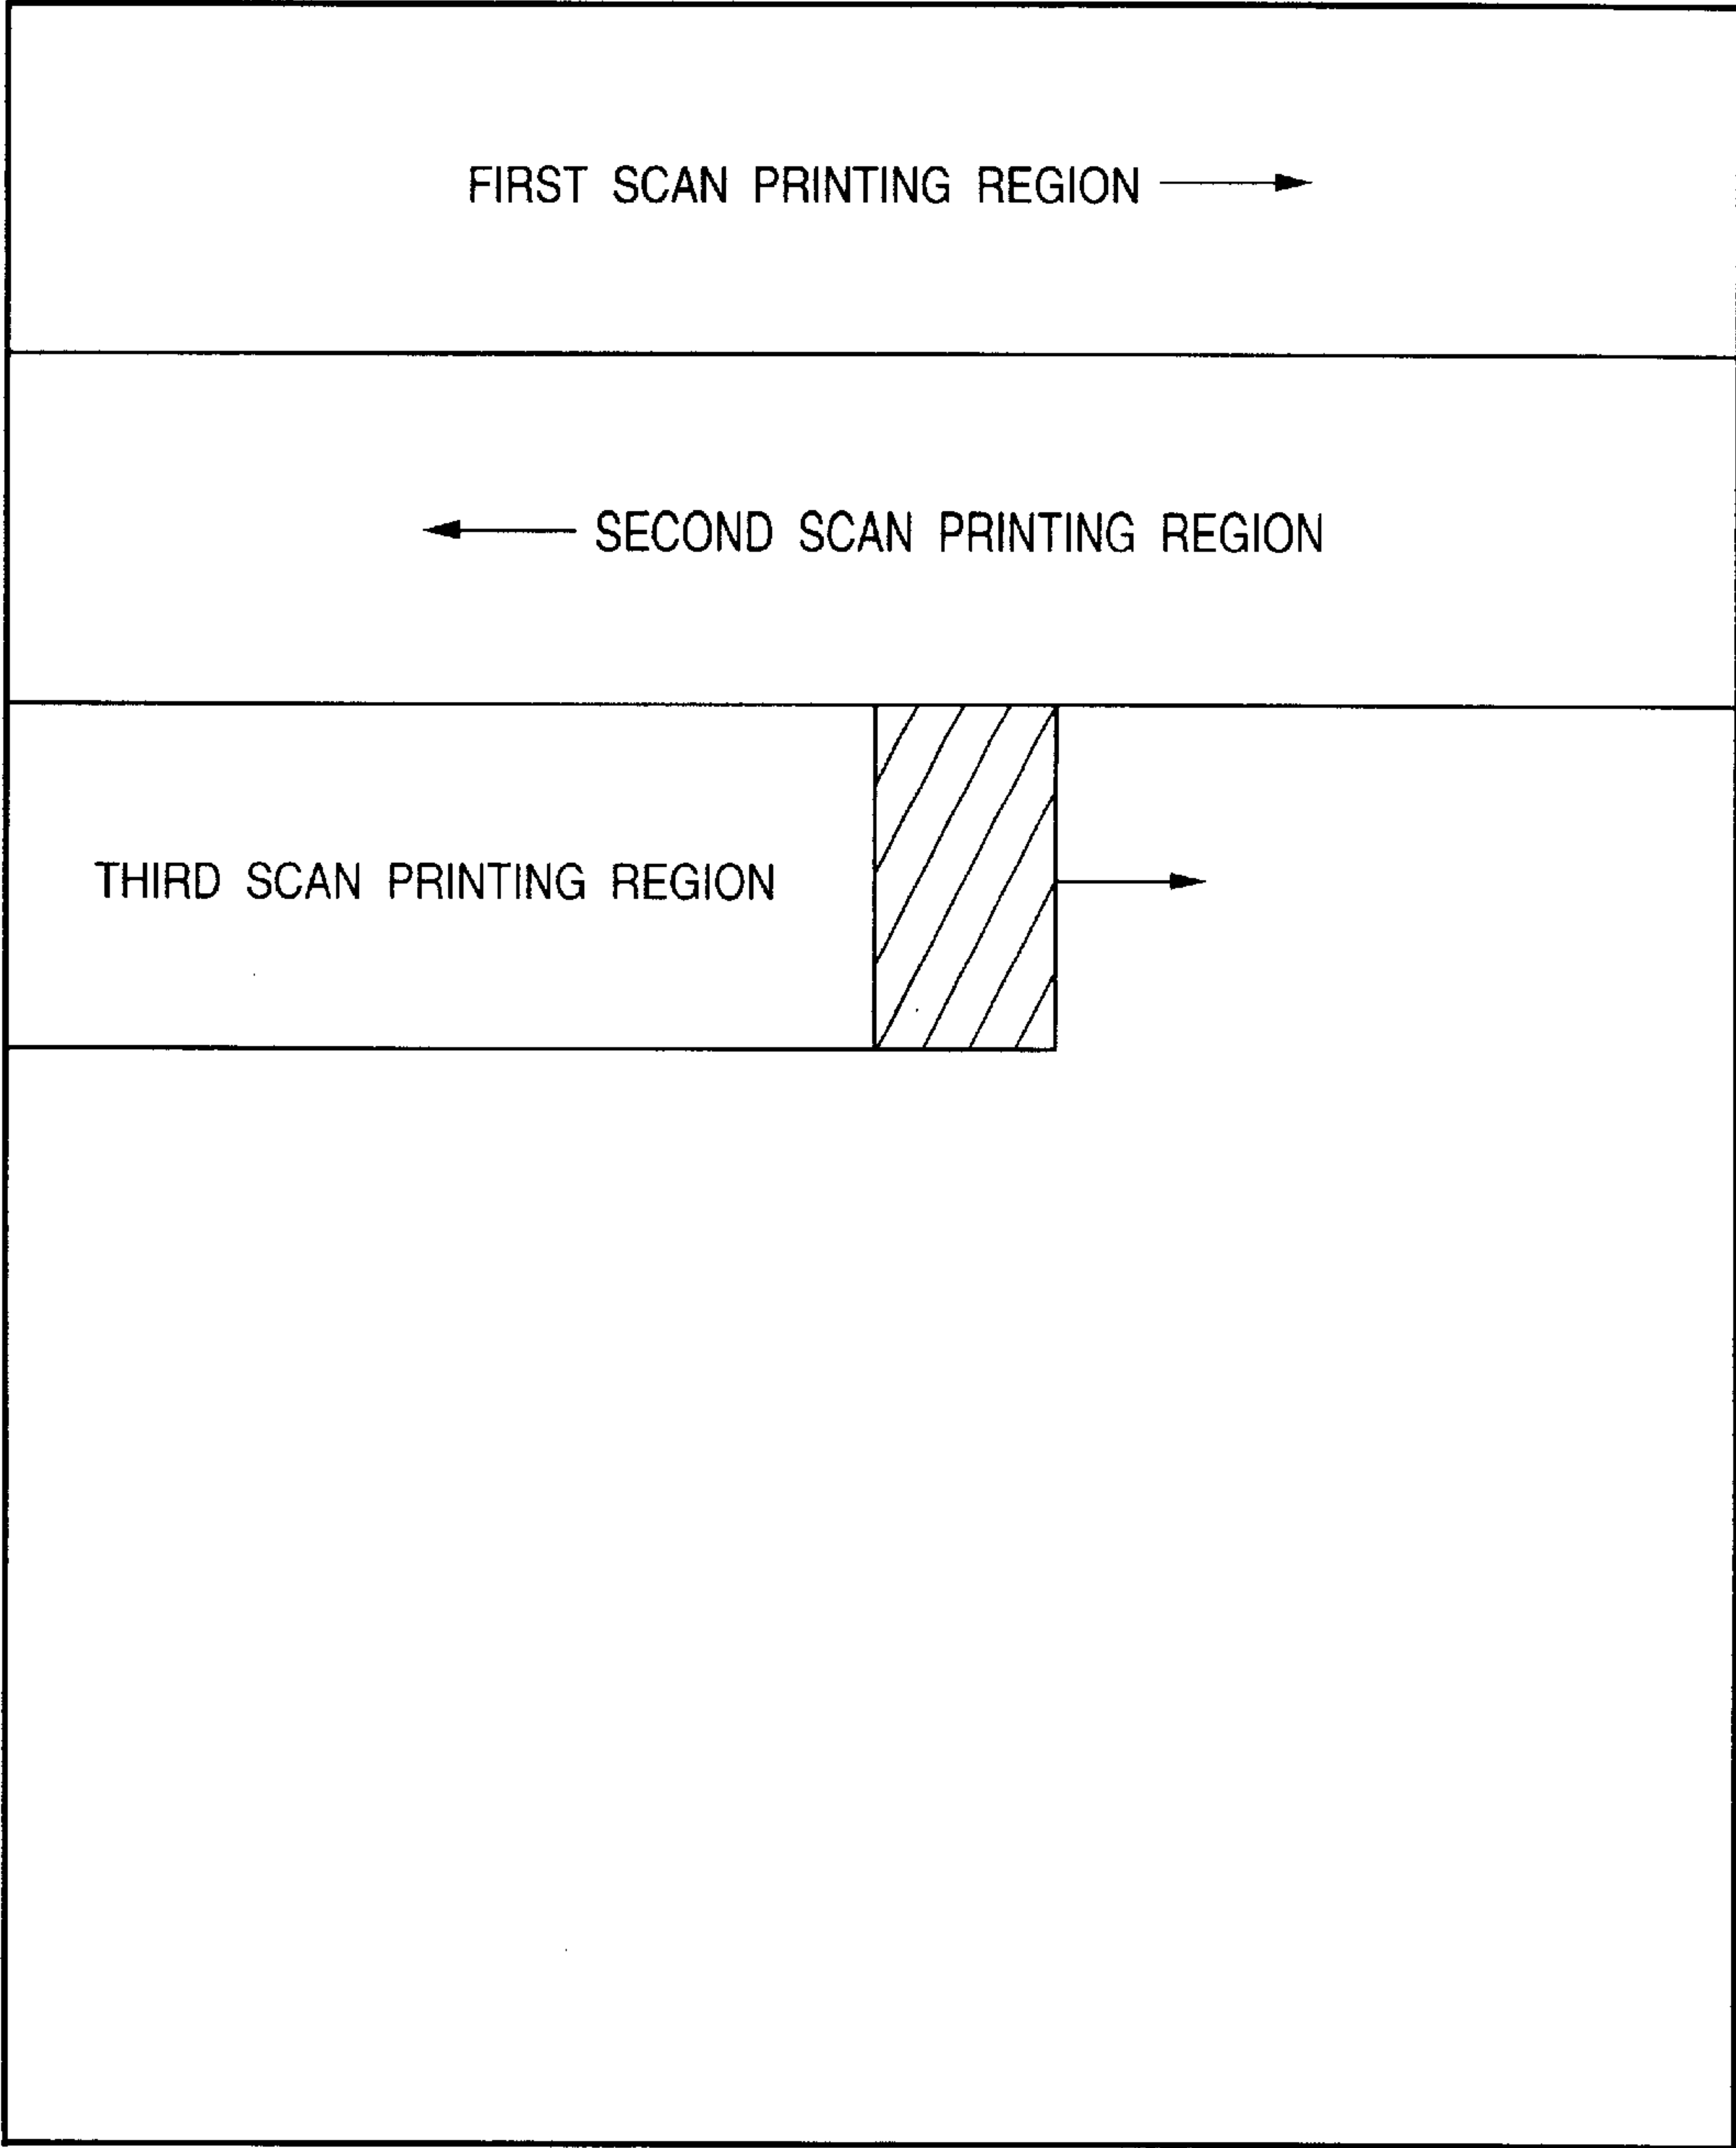 FIRST SCAN PRINTING REGION
SECOND SCAN PRINTING REGION
THIRD SCAN PRINTING REGION